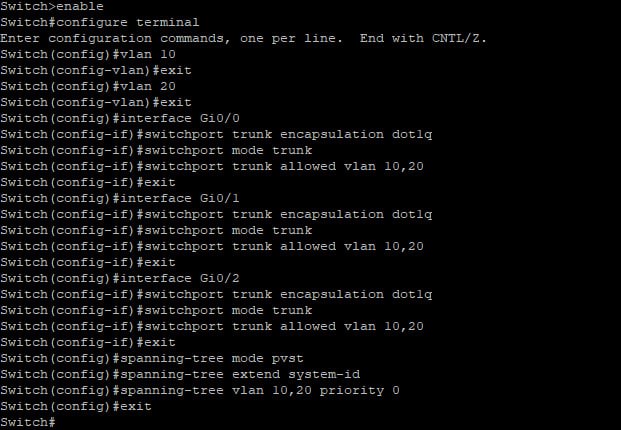 Switch>enable
Switch#configure terminal
Enter configuration commands, one per line.  End with CNTL/Z.
Switch(config)#vlan 10
Switch(config-vlan)#exit
Switch(config)#vlan 20
Switch(config-vlan)#exit
Switch(config)#interface Gi0/0
Switch(config-if)#switchport trunk encapsulation dot1q
Switch(config-if)#switchport mode trunk
Switch(config-if)#switchport trunk allowed vlan 10,20
Switch(config-if)#exit
Switch(config)#interface Gi0/1
Switch(config-if)#switchport trunk encapsulation dot1q
Switch(config-if)#switchport mode trunk
Switch(config-if)#switchport trunk allowed vlan 10,20
Switch(config-if)#exit
Switch(config)#interface Gi0/2
Switch(config-if)#switchport trunk encapsulation dot1q
Switch(config-if)#switchport mode trunk
Switch(config-if)#switchport trunk allowed vlan 10,20
Switch(config-if)#exit
Switch(config)#spanning-tree mode pvst
Switch(config)#spanning-tree extend system-id
Switch(config)#spanning-tree vlan 10,20 priority 0
Switch(config)#exit
Switch#